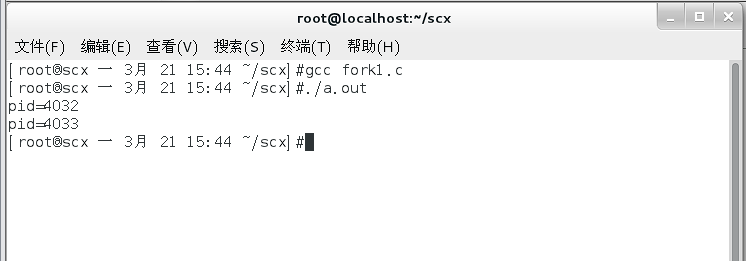 root@localhost:~/scx
文件(F) 编辑(E) 查看(V) 搜索(S) 终端(T) 帮助(H)
[root@scx 一 3月 21 15:44 ~/scx]#gcc fork1.c
[root@scx 一 3月 21 15:44 ~/scx]#./a.out
pid=4032
pid=4033
[root@scx 一 3月 21 15:44 ~/scx]#